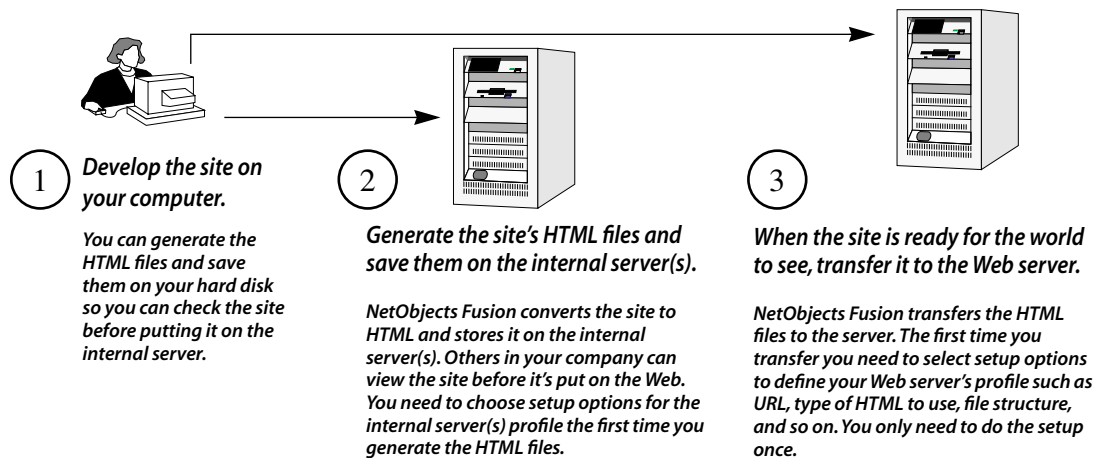 1
Develop the site on
your computer.
You can generate the
HTML files and save
them on your hard disk
so you can check the site
before putting it on the
internal server.
2
Generate the site’s HTML files and
save them on the internal server(s).
NetObjects Fusion converts the site to
HTML and stores it on the internal
server(s). Others in your company can
view the site before it’s put on the Web.
You need to choose setup options for the
internal server(s) profile the first time you
generate the HTML files.
3
When the site is ready for the world
to see, transfer it to the Web server.
NetObjects Fusion transfers the HTML
files to the server. The first time you
transfer you need to select setup options
to define your Web server’s profile such as
URL, type of HTML to use, file structure,
and so on. You only need to do the setup
once.